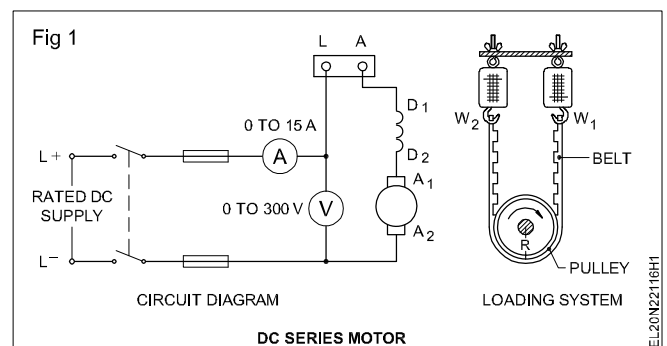 Fig 1
L A
D1
D2
0 TO 15 A
A
L+
RATED DC
SUPPLY
L−
0 TO 300 V
V
A1
A2
CIRCUIT DIAGRAM
W2
W1
BELT
R
PULLEY
LOADING SYSTEM
DC SERIES MOTOR
EL20N22116H1